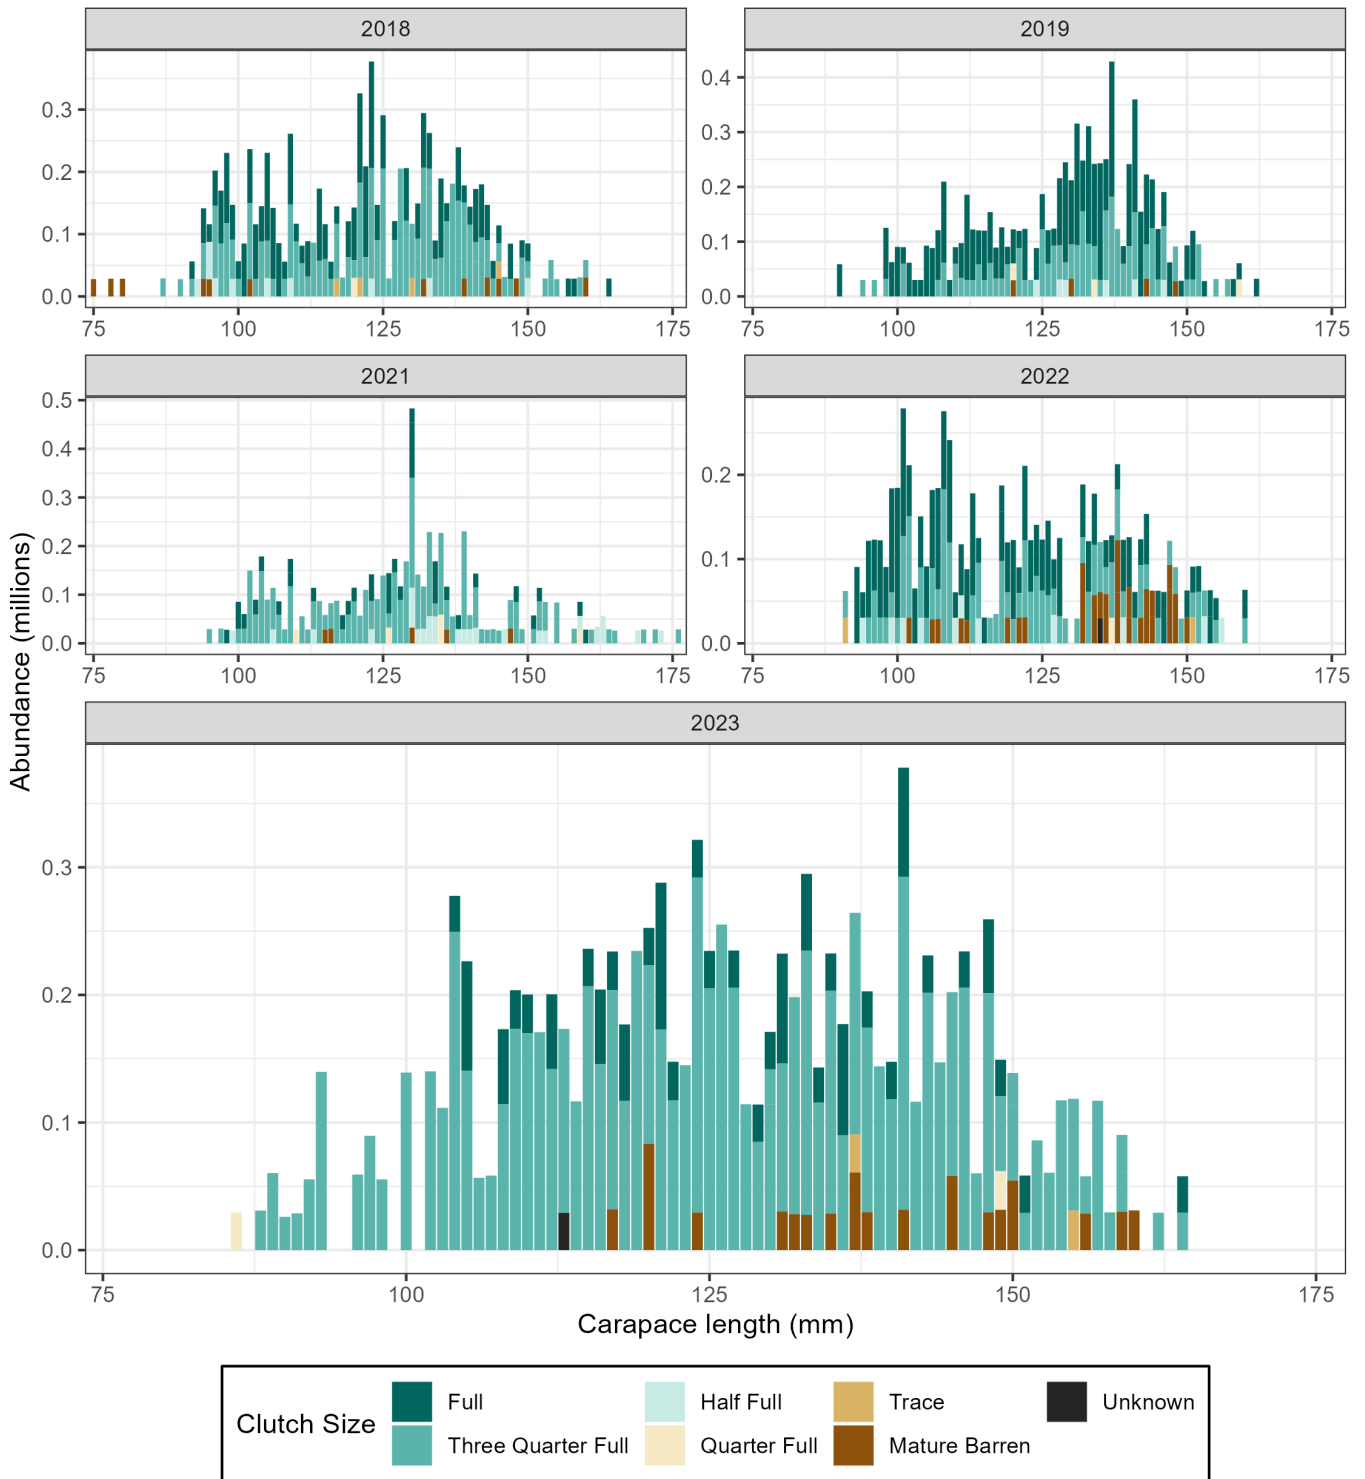 2018
2019
0.3
0.2
0.1
0.0
75 100 125 150 175
0.4
0.3
0.2
0.1
0.0
75 100 125 150 175
2021
2022
0.5
0.4
0.3
0.2
0.1
0.0
75 100 125 150 175
0.2
0.1
0.0
75 100 125 150 175
Abundance (millions)
2023
0.3
0.2
0.1
0.0
75 100 125 150 175
Carapace length (mm)
Clutch Size
Full
Three Quarter Full
Half Full
Quarter Full
Trace
Mature Barren
Unknown